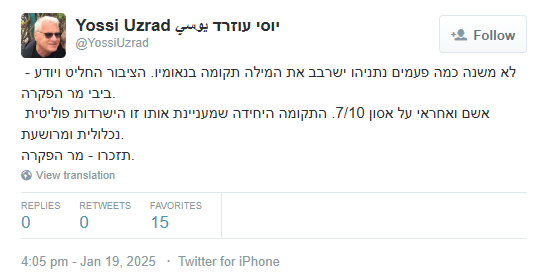 Yossi Uzrad يوسي יוסי עוזרד
@YossiUzrad
Follow
לא משנה כמה פעמים נתניהו ישרבב את המילה תקומה בנאומיו. הציבור החליט ויודע -
ביבי מר הפקרה.
אשם ואחראי על אסון 7/10. התקומה היחידה שמעניינת אותו זו הישרדות פוליטית
נכלולית ומרושעת.
תזכרו - מר הפקרה.
View translation
REPLIES RETWEETS FAVORITES
0 0 15
4:05 pm - Jan 19, 2025 · Twitter for iPhone